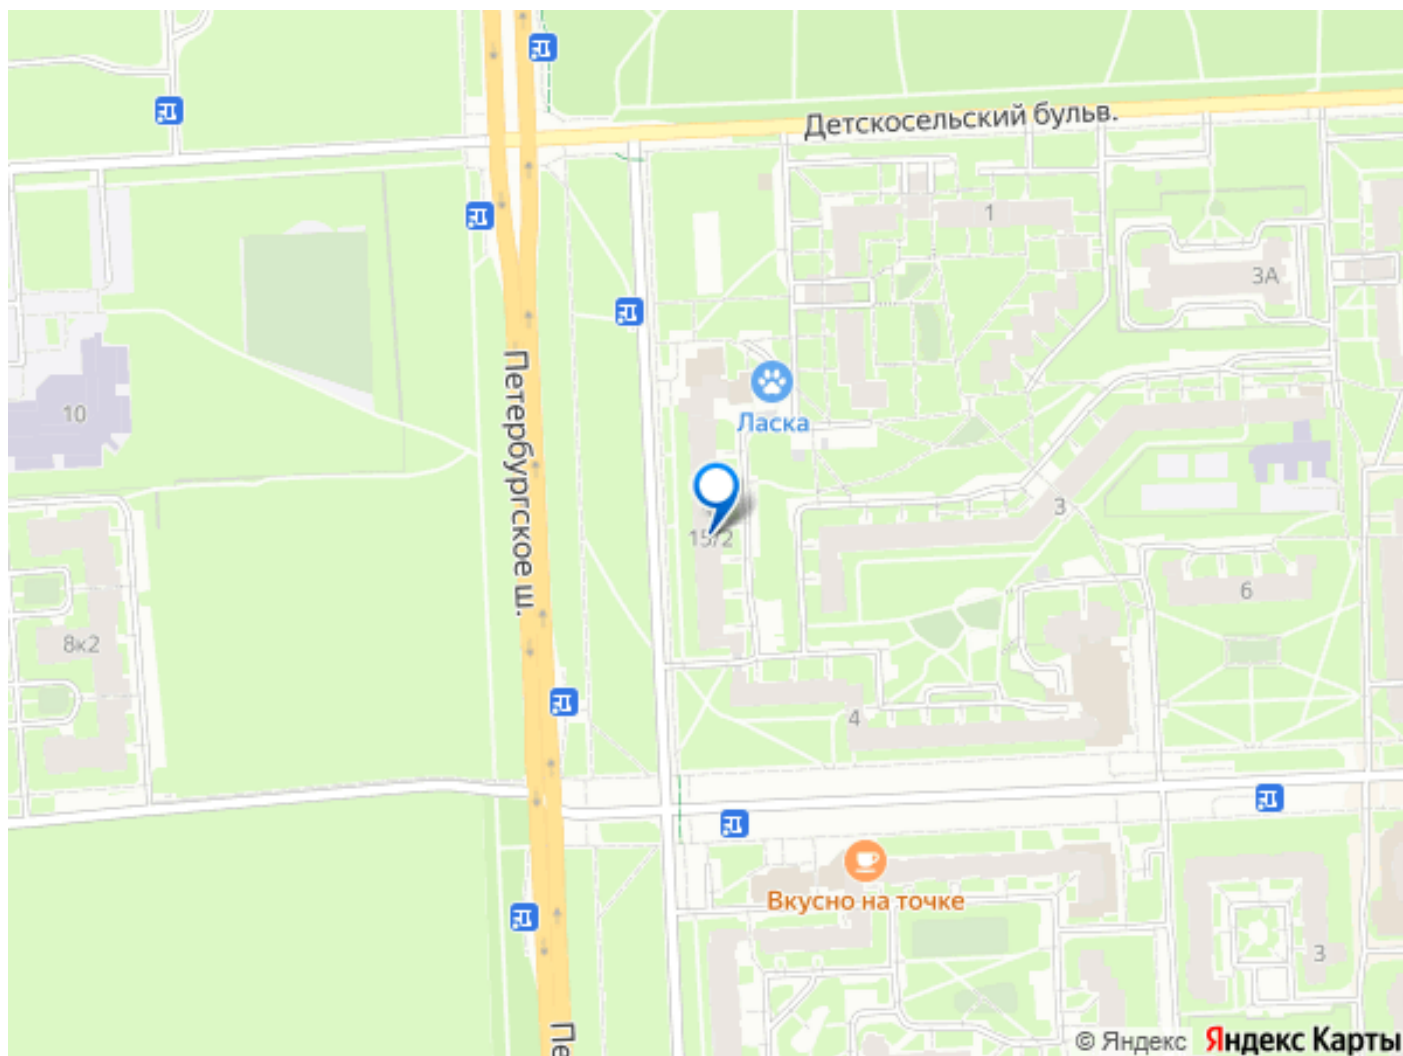 Детскосельский бульв.
1
3А
Петербургское ш.
Ласка
10
3
15/2
6
8к2
4
Вкусно на точке
3
Пе
© Яндекс Яндекс Карты